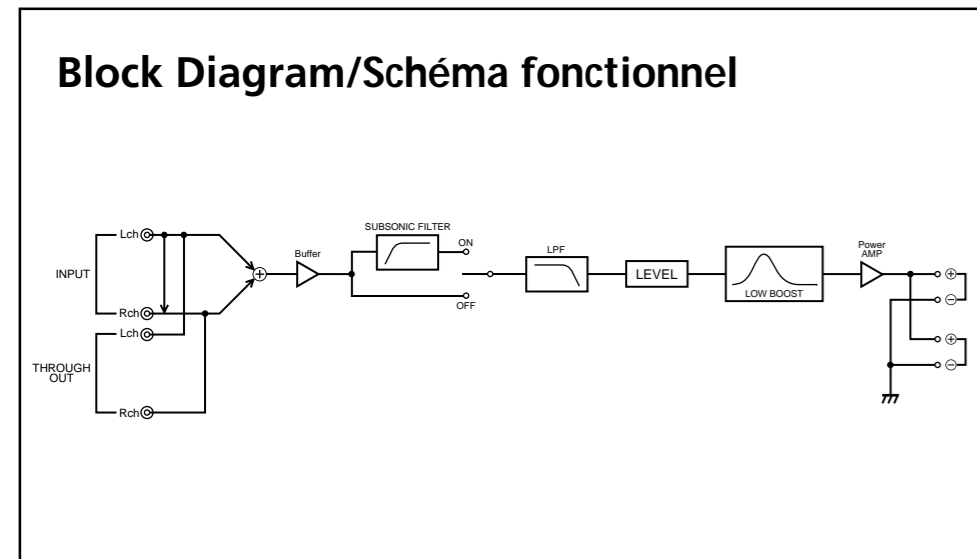 Block Diagram/Schéma fonctionnel
SUBSONIC FILTER
ON
OFF
Lch
INPUT
Rch
Lch
THROUGH
OUT
Rch
Buffer
LPF
LEVEL
LOW BOOST
Power
AMP
+
−
+
−